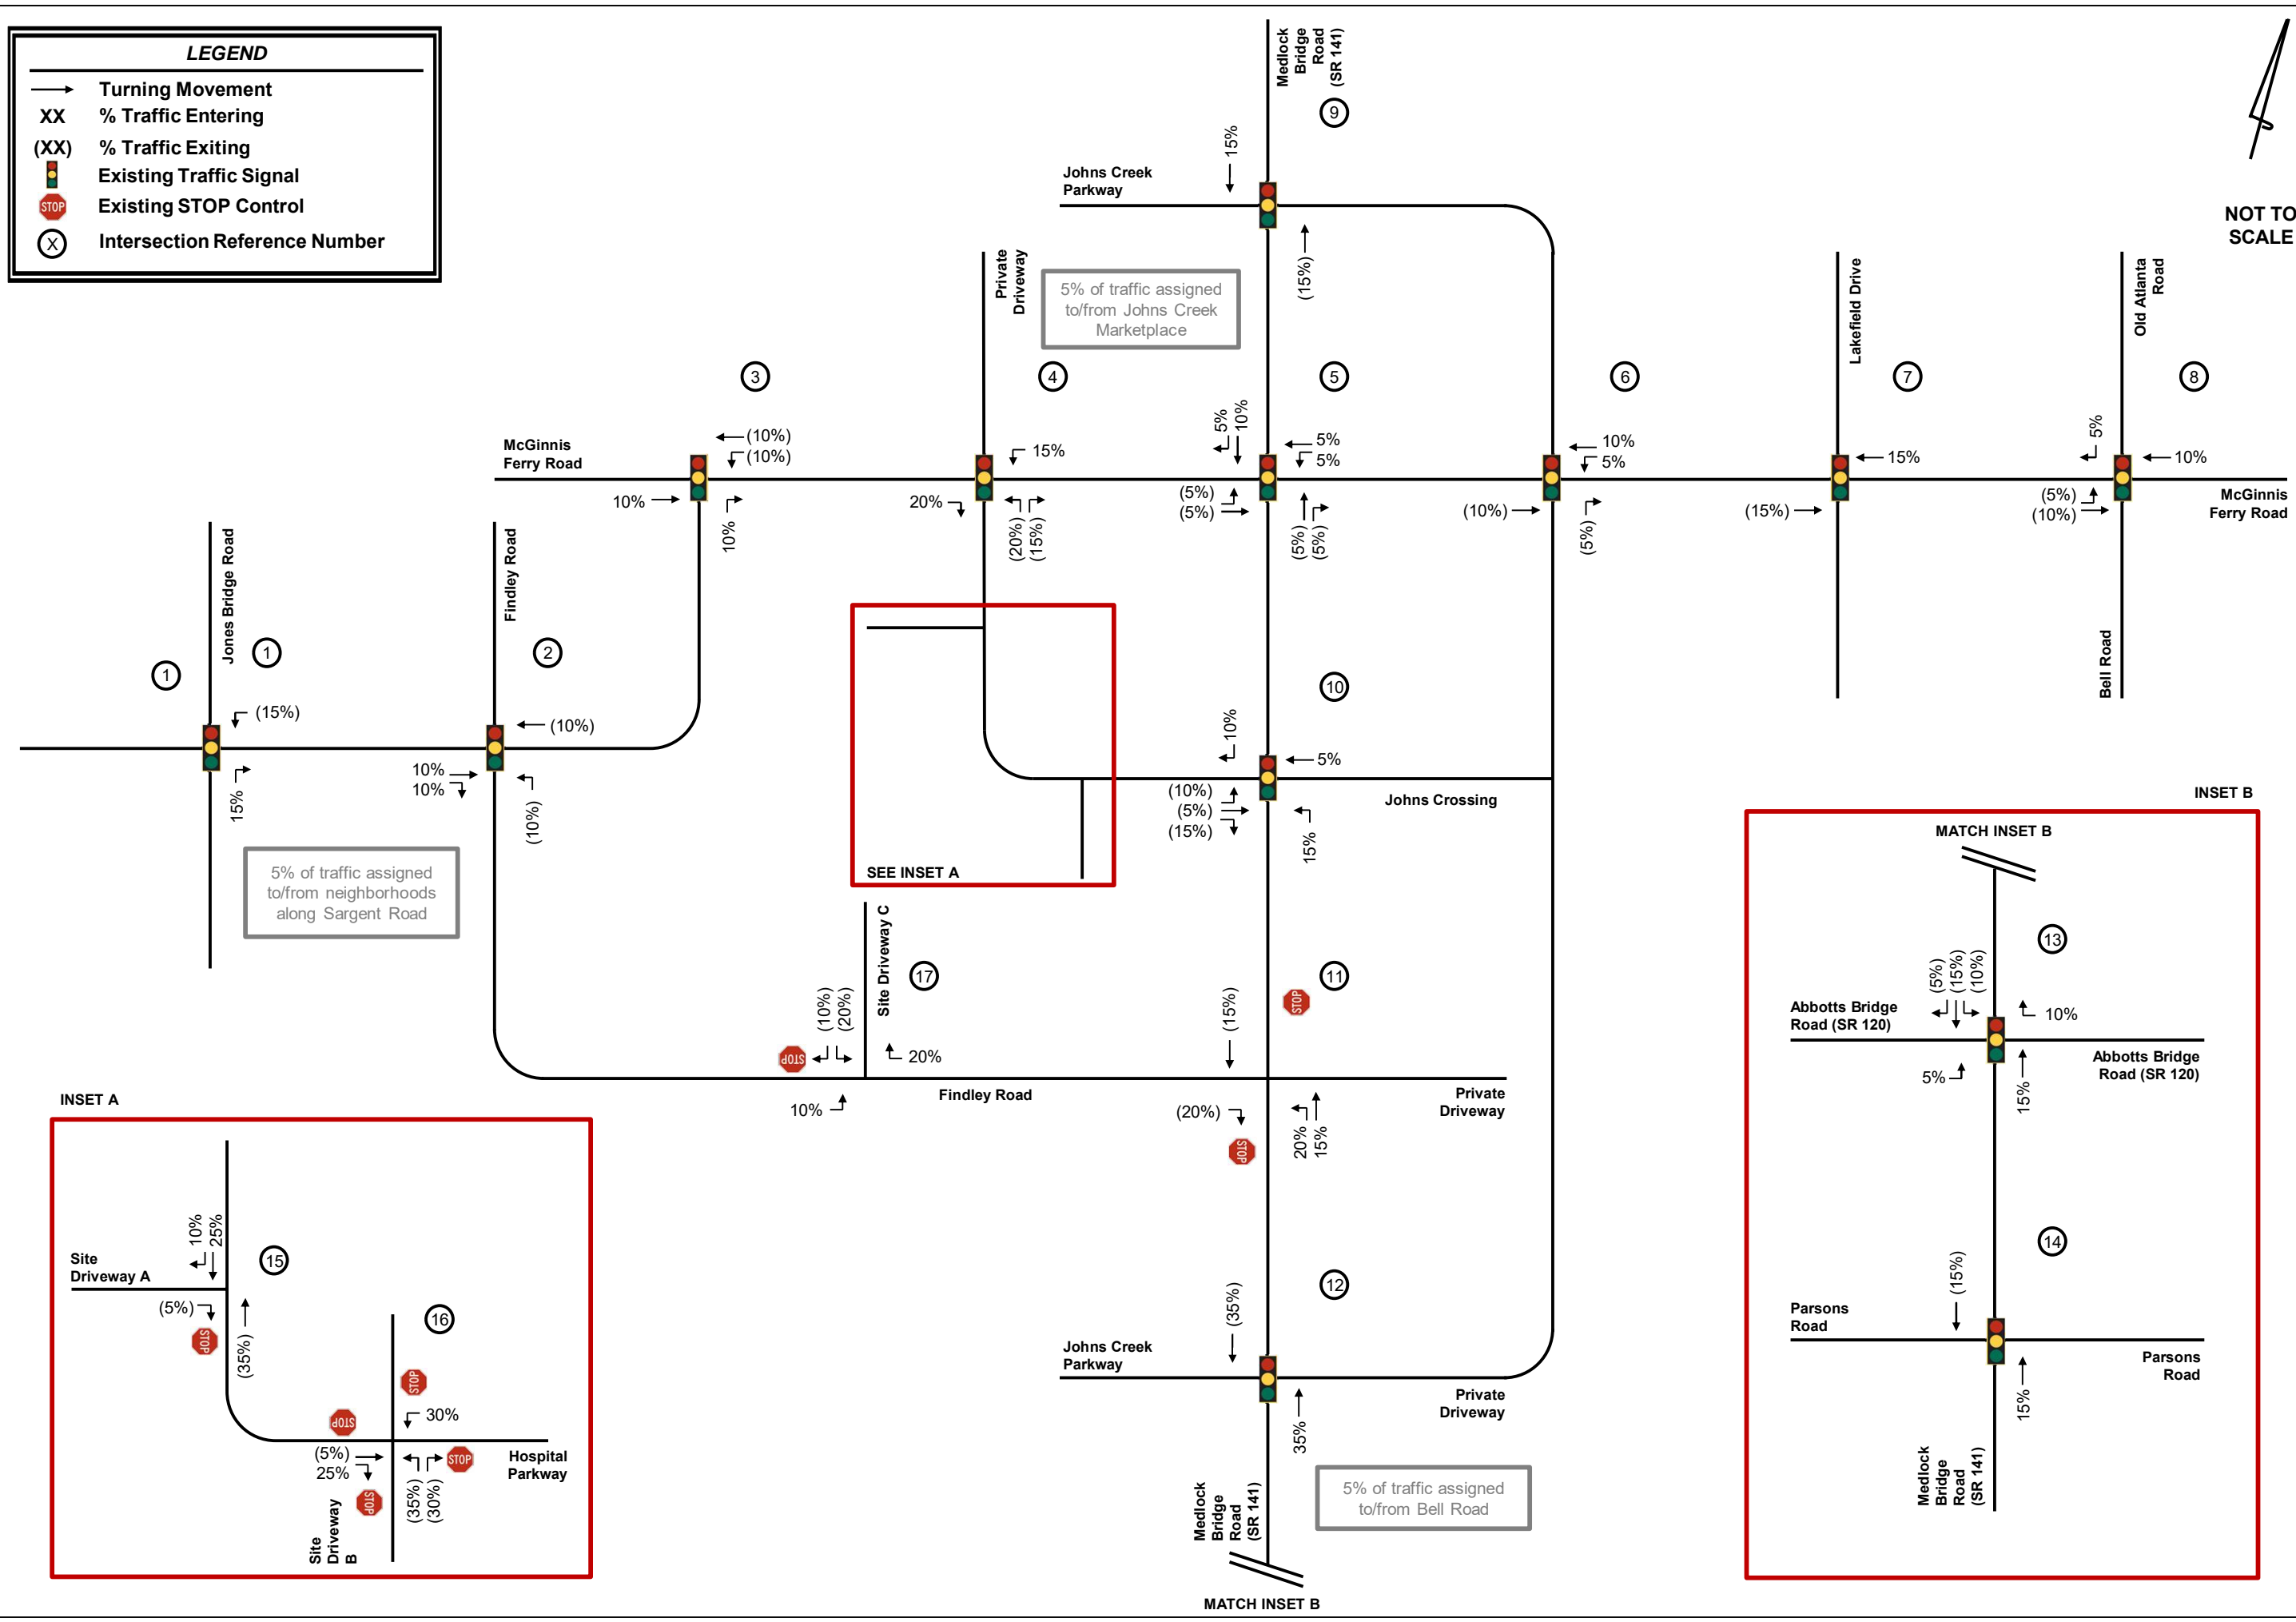 LEGEND
Turning Movement
XX % Traffic Entering
(XX) % Traffic Exiting
Existing Traffic Signal
STOP Existing STOP Control
X Intersection Reference Number
Medlock
Bridge
Road
(SR 141)
9
15%
Johns Creek
Parkway
(15%)
NOT TO
SCALE
Private
Driveway
5% of traffic assigned
to/from Johns Creek
Marketplace
Lakefield Drive
Old Atlanta
Road
3
4
5
6
7
8
McGinnis
Ferry Road
(10%)
(10%)
10%
10%
15%
20%
(20%)
(15%)
5%
10%
5%
5%
(5%)
(5%)
(5%)
(5%)
10%
5%
(10%)
(5%)
15%
(15%)
5%
10%
(5%)
(10%)
McGinnis
Ferry Road
Bell Road
Jones Bridge Road
1
1
(15%)
15%
Findley Road
2
(10%)
10%
10%
(10%)
5% of traffic assigned
to/from neighborhoods
along Sargent Road
SEE INSET A
10
10%
5%
(10%)
(5%)
(15%)
15%
Johns Crossing
Site Driveway C
17
(10%)
(20%)
STOP
20%
10%
Findley Road
11
STOP
(15%)
(20%)
STOP
20%
15%
Private
Driveway
12
(35%)
Johns Creek
Parkway
35%
Private
Driveway
5% of traffic assigned
to/from Bell Road
Medlock
Bridge
Road
(SR 141)
MATCH INSET B
INSET A
10%
25%
15
Site
Driveway A
(5%)
STOP
(35%)
16
STOP
STOP
30%
(5%)
25%
STOP
(35%)
(30%)
STOP
Hospital
Parkway
Site
Driveway
B
INSET B
MATCH INSET B
13
(5%)
(15%)
(10%)
Abbotts Bridge
Road (SR 120)
10%
5%
15%
Abbotts Bridge
Road (SR 120)
14
(15%)
Parsons
Road
15%
Parsons
Road
Medlock
Bridge
Road
(SR 141)